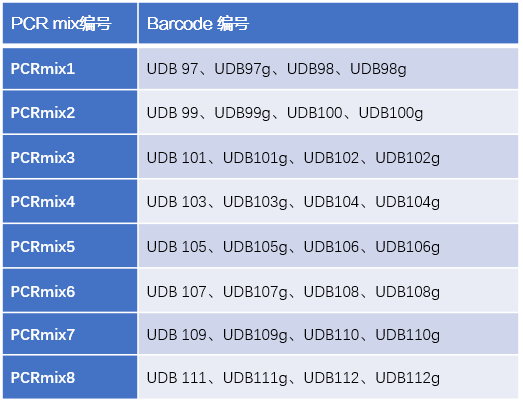 PCR mix编号 Barcode 编号
PCRmix1 UDB 97、UDB97g、UDB98、UDB98g
PCRmix2 UDB 99、UDB99g、UDB100、UDB100g
PCRmix3 UDB 101、UDB101g、UDB102、UDB102g
PCRmix4 UDB 103、UDB103g、UDB104、UDB104g
PCRmix5 UDB 105、UDB105g、UDB106、UDB106g
PCRmix6 UDB 107、UDB107g、UDB108、UDB108g
PCRmix7 UDB 109、UDB109g、UDB110、UDB110g
PCRmix8 UDB 111、UDB111g、UDB112、UDB112g